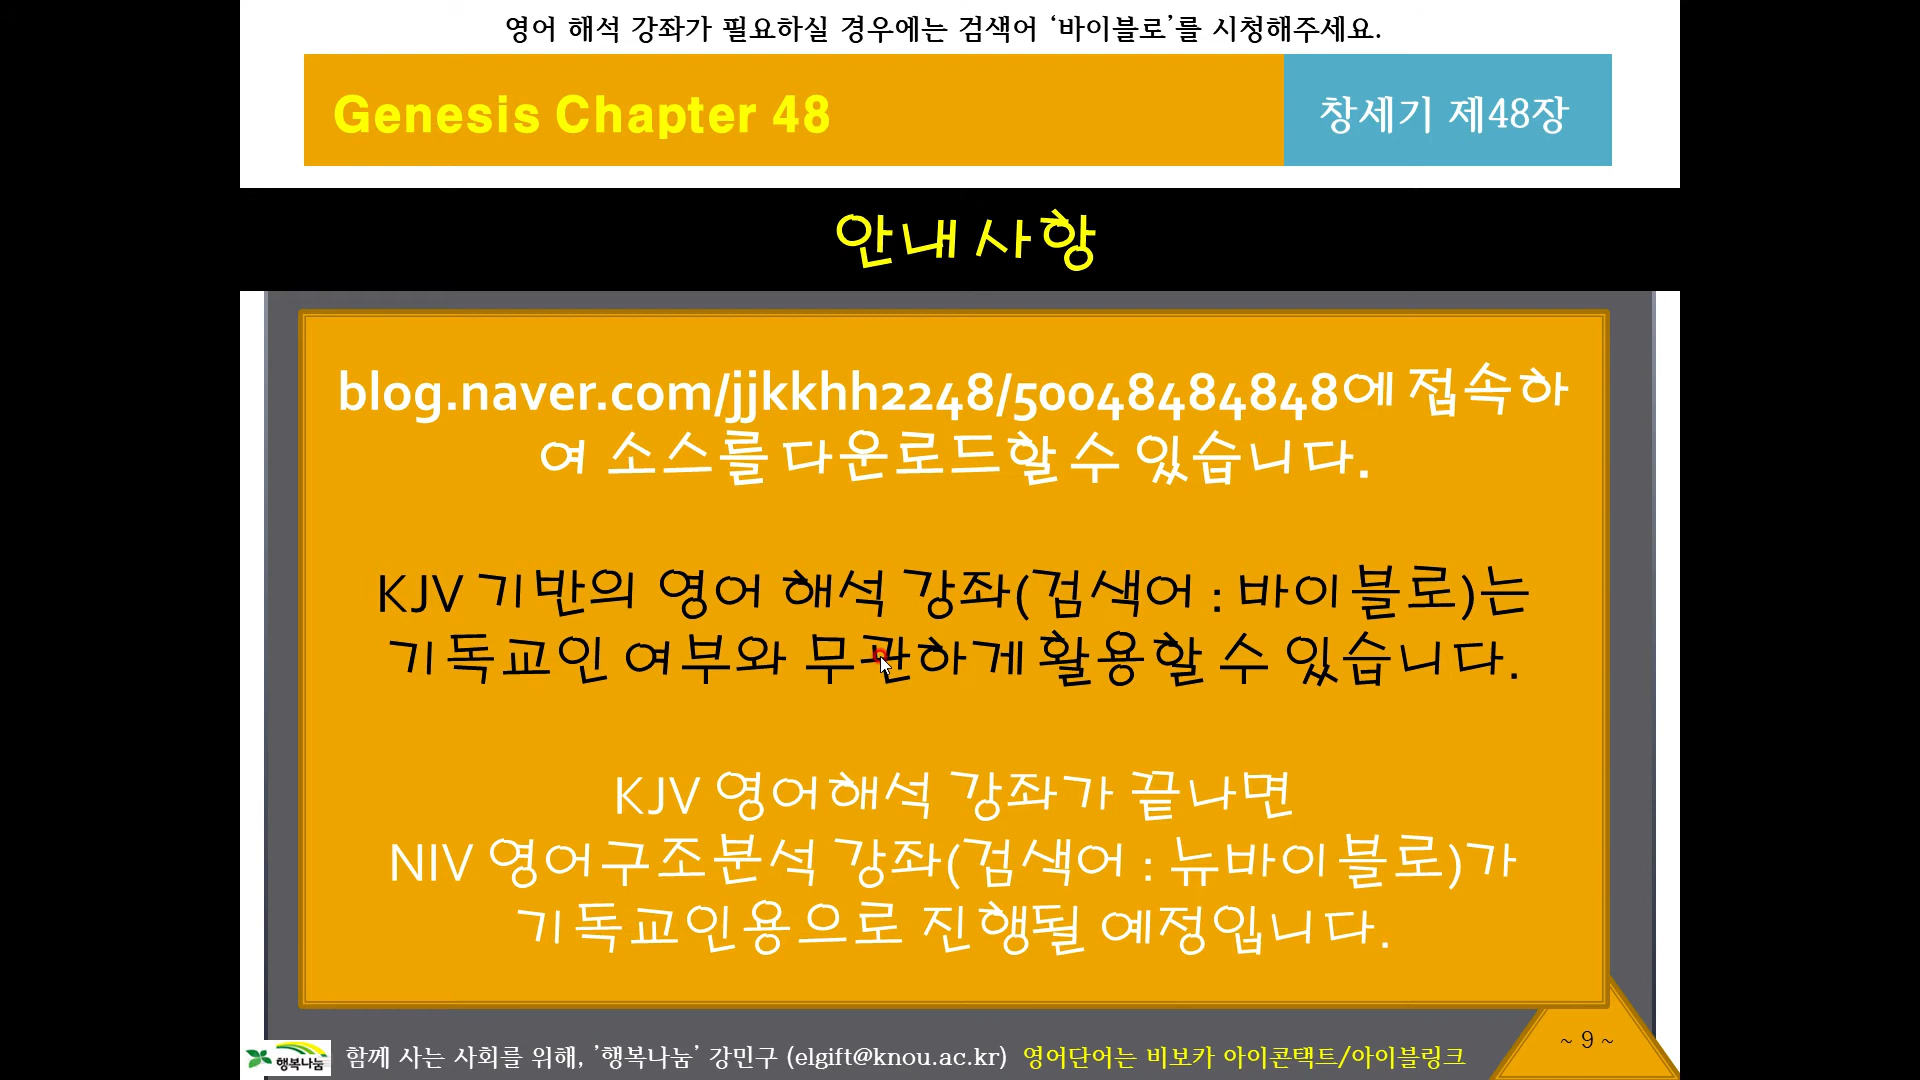 영어 해석 강좌가 필요하실 경우에는 검색어 ‘바이블로’를 시청해주세요.
Genesis Chapter 48
창세기 제48장
안내사항
blog.naver.com/jjkkhh2248/50048484848에 접속하
여 소스를 다운로드할 수 있습니다.
KJV 기반의 영어 해석 강좌(검색어 : 바이블로)는
기독교인 여부와 무관하게 활용할 수 있습니다.
KJV 영어해석 강좌가 끝나면
NIV 영어구조분석 강좌(검색어 : 뉴바이블로)가
기독교인용으로 진행될 예정입니다.
~ 9 ~
행복나눔 함께 사는 사회를 위해, ’행복나눔’ 강민구 (elgift@knou.ac.kr) 영어단어는 비보카 아이콘택트/아이블링크